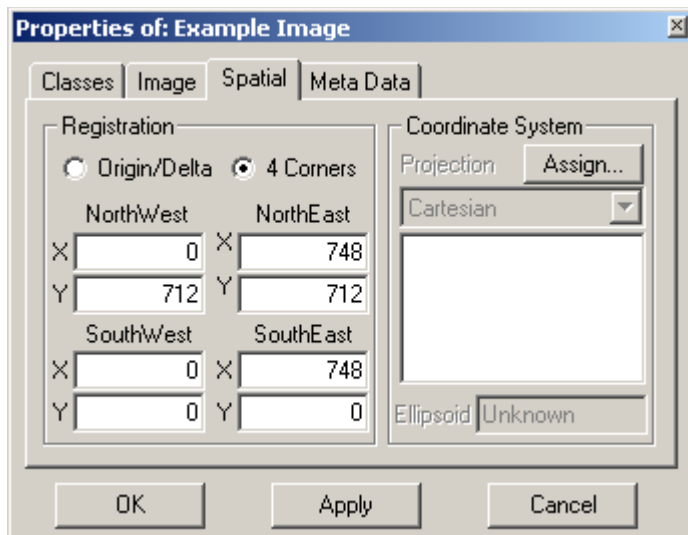 Properties of: Example Image
Classes Image Spatial Meta Data
Registration
Origin/Delta 4 Corners
NorthWest NorthEast
X 0 X 748
Y 712 Y 712
SouthWest SouthEast
X 0 X 748
Y 0 Y 0
Coordinate System
Projection Assign...
Cartesian
Ellipsoid Unknown
OK Apply Cancel